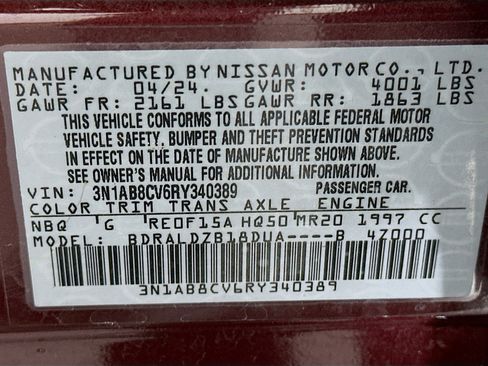 MANUFACTURED BY NISSAN MOTOR CO., LTD.
DATE: 04/24. GVWR: 4001 LBS
GAWR FR: 2161 LBS GAWR RR: 1863 LBS
THIS VEHICLE CONFORMS TO ALL APPLICABLE FEDERAL MOTOR
VEHICLE SAFETY, BUMPER AND THEFT PREVENTION STANDARDS
IN EFFECT ON THE DATE OF MANUFACTURE SHOWN ABOVE.
SEE OWNER'S MANUAL FOR ADDITIONAL INFORMATION.
VIN: 3N1AB8CV6RY340389 PASSENGER CAR.
COLOR TRIM TRANS AXLE ENGINE
NBQ G RE0F15A HQ50 MR20 1997 CC
MODEL: BDRALDZB18DUA----B 4Z000
3N1AB8CV6RY340389